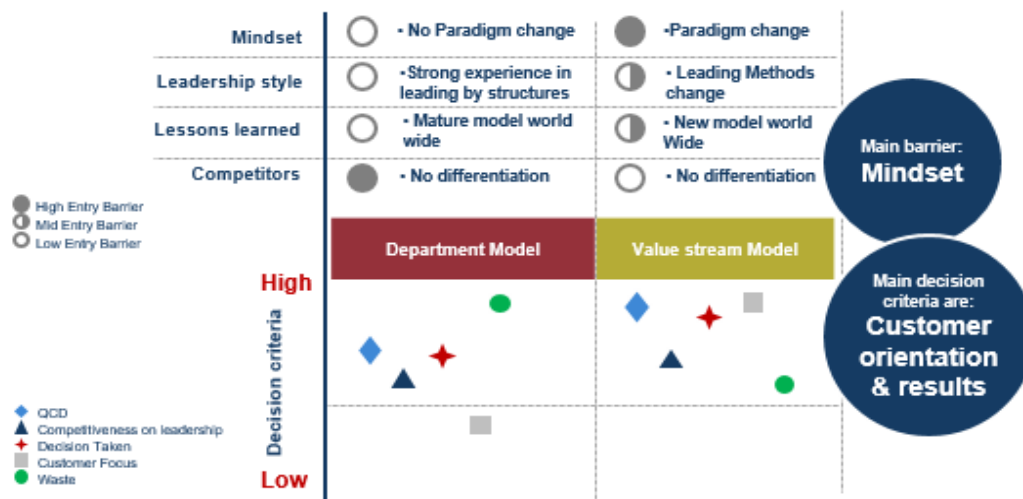 Mindset
- No Paradigm change
-Paradigm change
Leadership style
-Strong experience in
leading by structures
- Leading Methods
change
Lessons learned
- Mature model world
wide
- New model world
Wide
Competitors
- No differentiation
- No differentiation
Main barrier:
Mindset
High Entry Barrier
Mid Entry Barrier
Low Entry Barrier
Department Model
Value stream Model
High
Decision criteria
Low
Main decision
criteria are:
Customer
orientation
& results
QCD
Competitiveness on leadership
Decision Taken
Customer Focus
Waste